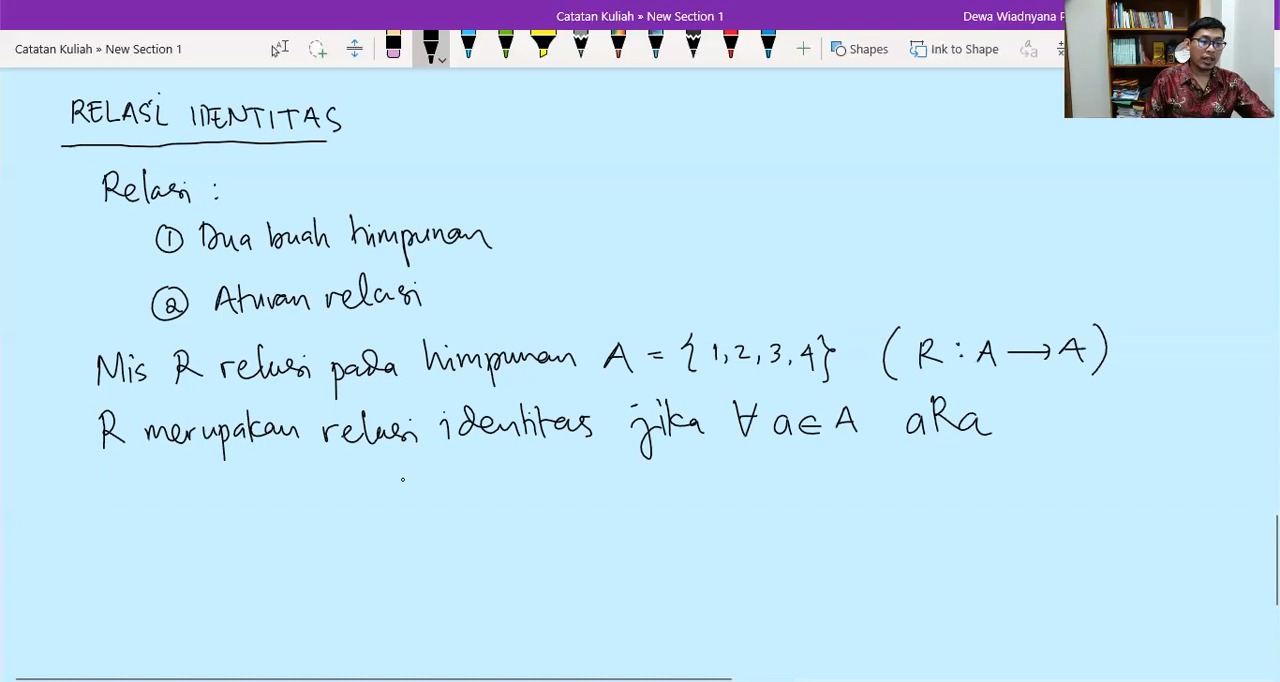 Catatan Kuliah » New Section 1
Dewa Wiadnyana P
Catatan Kuliah » New Section 1
Shapes
Ink to Shape
RELASI IDENTITAS
Relasi :
① Dua buah himpunan
② Aturan relasi
Mis R relasi pada himpunan A = {1, 2, 3, 4} (R : A → A)
R merupakan relasi identitas jika ∀ a ∈ A aRa